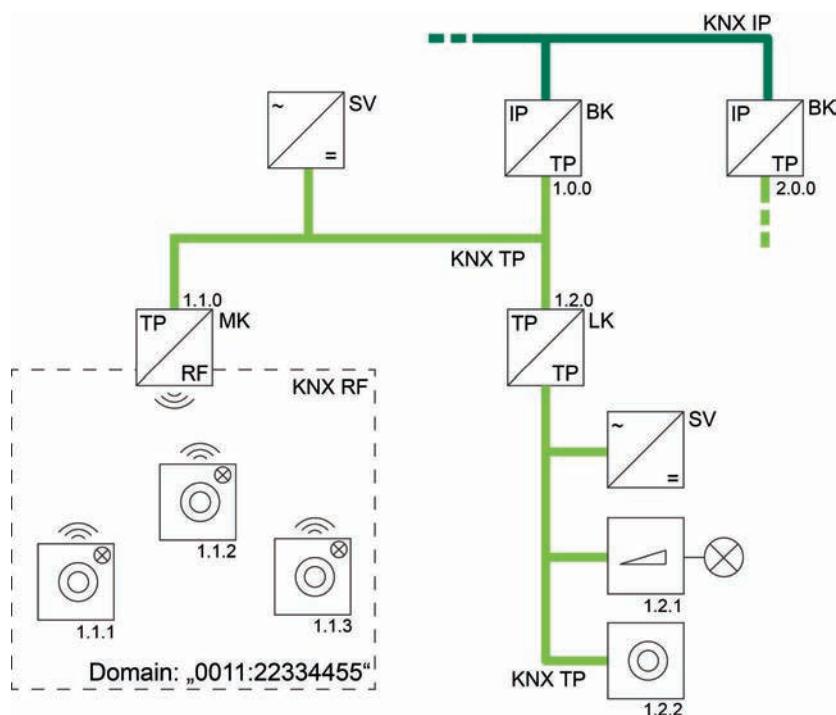 KNX IP
~ = SV
IP TP BK
1.0.0
IP TP BK
2.0.0
KNX TP
1.1.0
TP RF MK
1.2.0
TP TP LK
KNX RF
~ = SV
1.1.2
1.2.1
1.1.1
1.1.3
Domain: „0011:22334455“
KNX TP
1.2.2